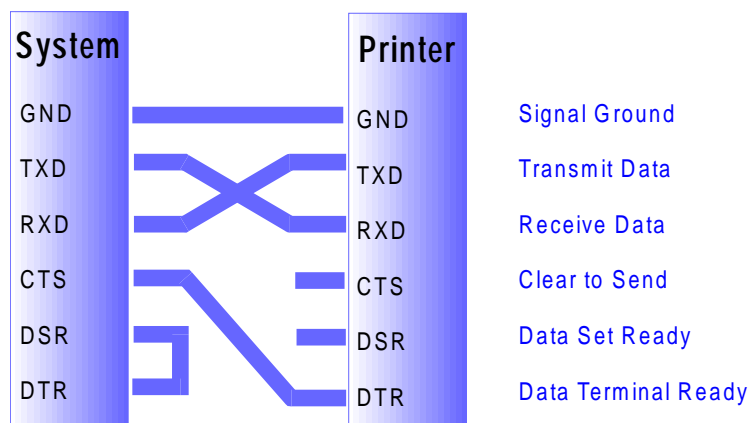 System
Printer
GND
GND
Signal Ground
TXD
TXD
Transmit Data
RXD
RXD
Receive Data
CTS
CTS
Clear to Send
DSR
DSR
Data Set Ready
DTR
DTR
Data Terminal Ready